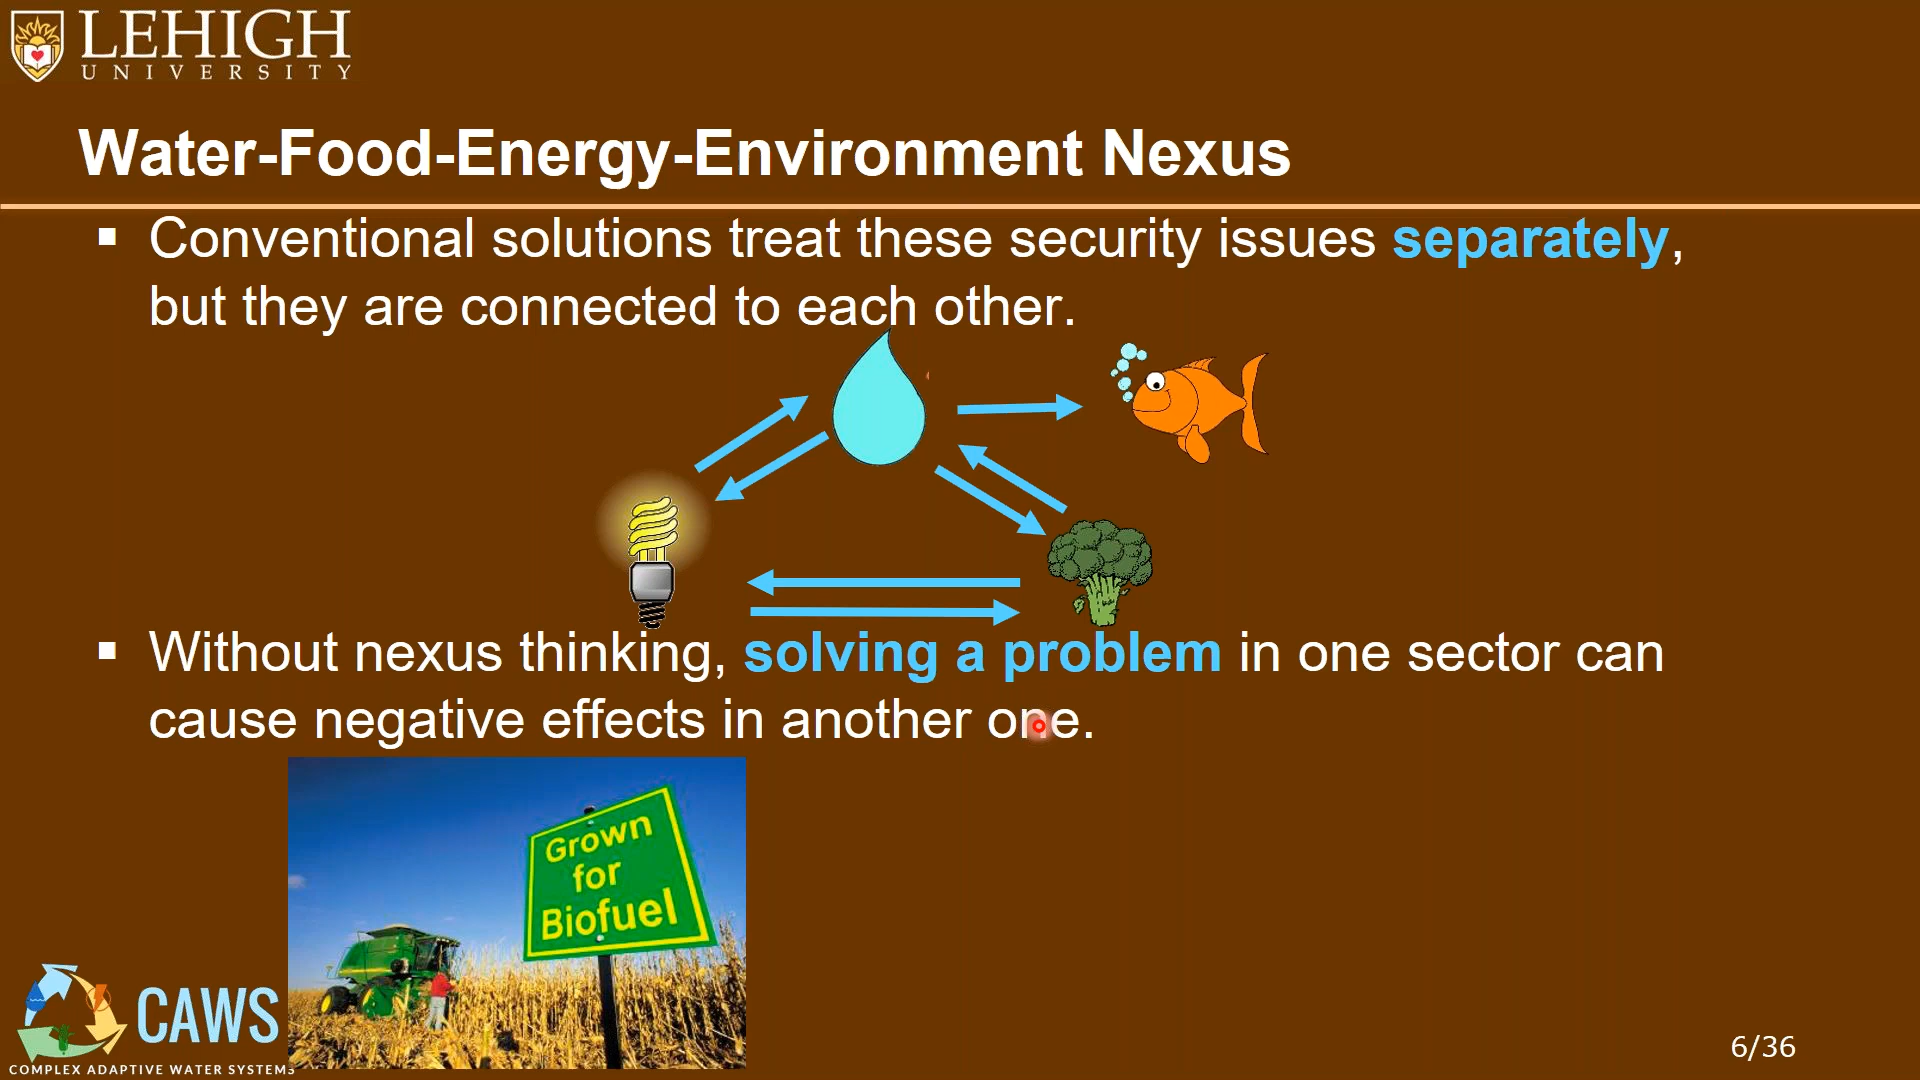 LEHIGH
UNIVERSITY
Water-Food-Energy-Environment Nexus
Conventional solutions treat these security issues separately,
but they are connected to each other.
Without nexus thinking, solving a problem in one sector can
cause negative effects in another one.
Grown
for
Biofuel
CAWS
COMPLEX ADAPTIVE WATER SYSTEMS
6/36